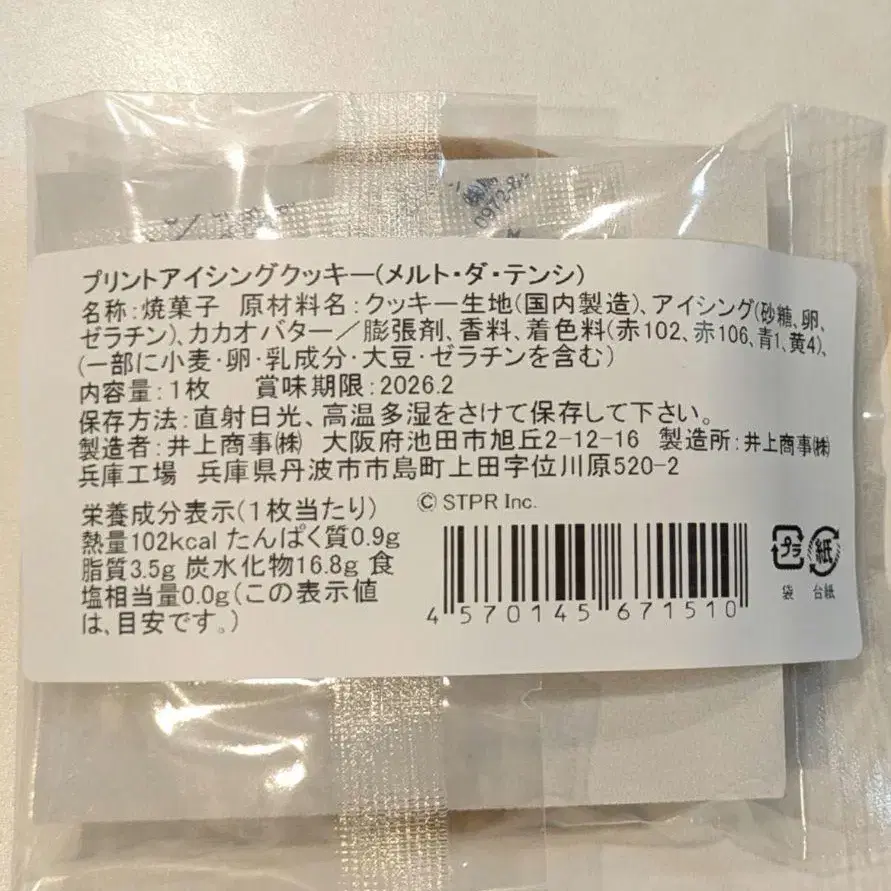 プリントアイシングクッキー(メルト・ダ・テンシ)
名称:焼菓子 原材料名:クッキー生地(国内製造)、アイシング(砂糖、卵、
ゼラチン)、カカオバター/膨張剤、香料、着色料(赤102、赤106、青1、黄4)、
(一部に小麦・卵・乳成分・大豆・ゼラチンを含む)
内容量:1枚 賞味期限:2026.2
保存方法:直射日光、高温多湿をさけて保存して下さい。
製造者:井上商事㈱ 大阪府池田市旭丘2-12-16 製造所:井上商事㈱
兵庫工場 兵庫県丹波市市島町上田字位川原520-2
栄養成分表示(1枚当たり)
熱量102kcal たんぱく質0.9g
脂質3.5g 炭水化物16.8g 食
塩相当量0.0g(この表示値
は、目安です。)
© STPR Inc.
4 570145 671510
プラ 紙
袋 台紙